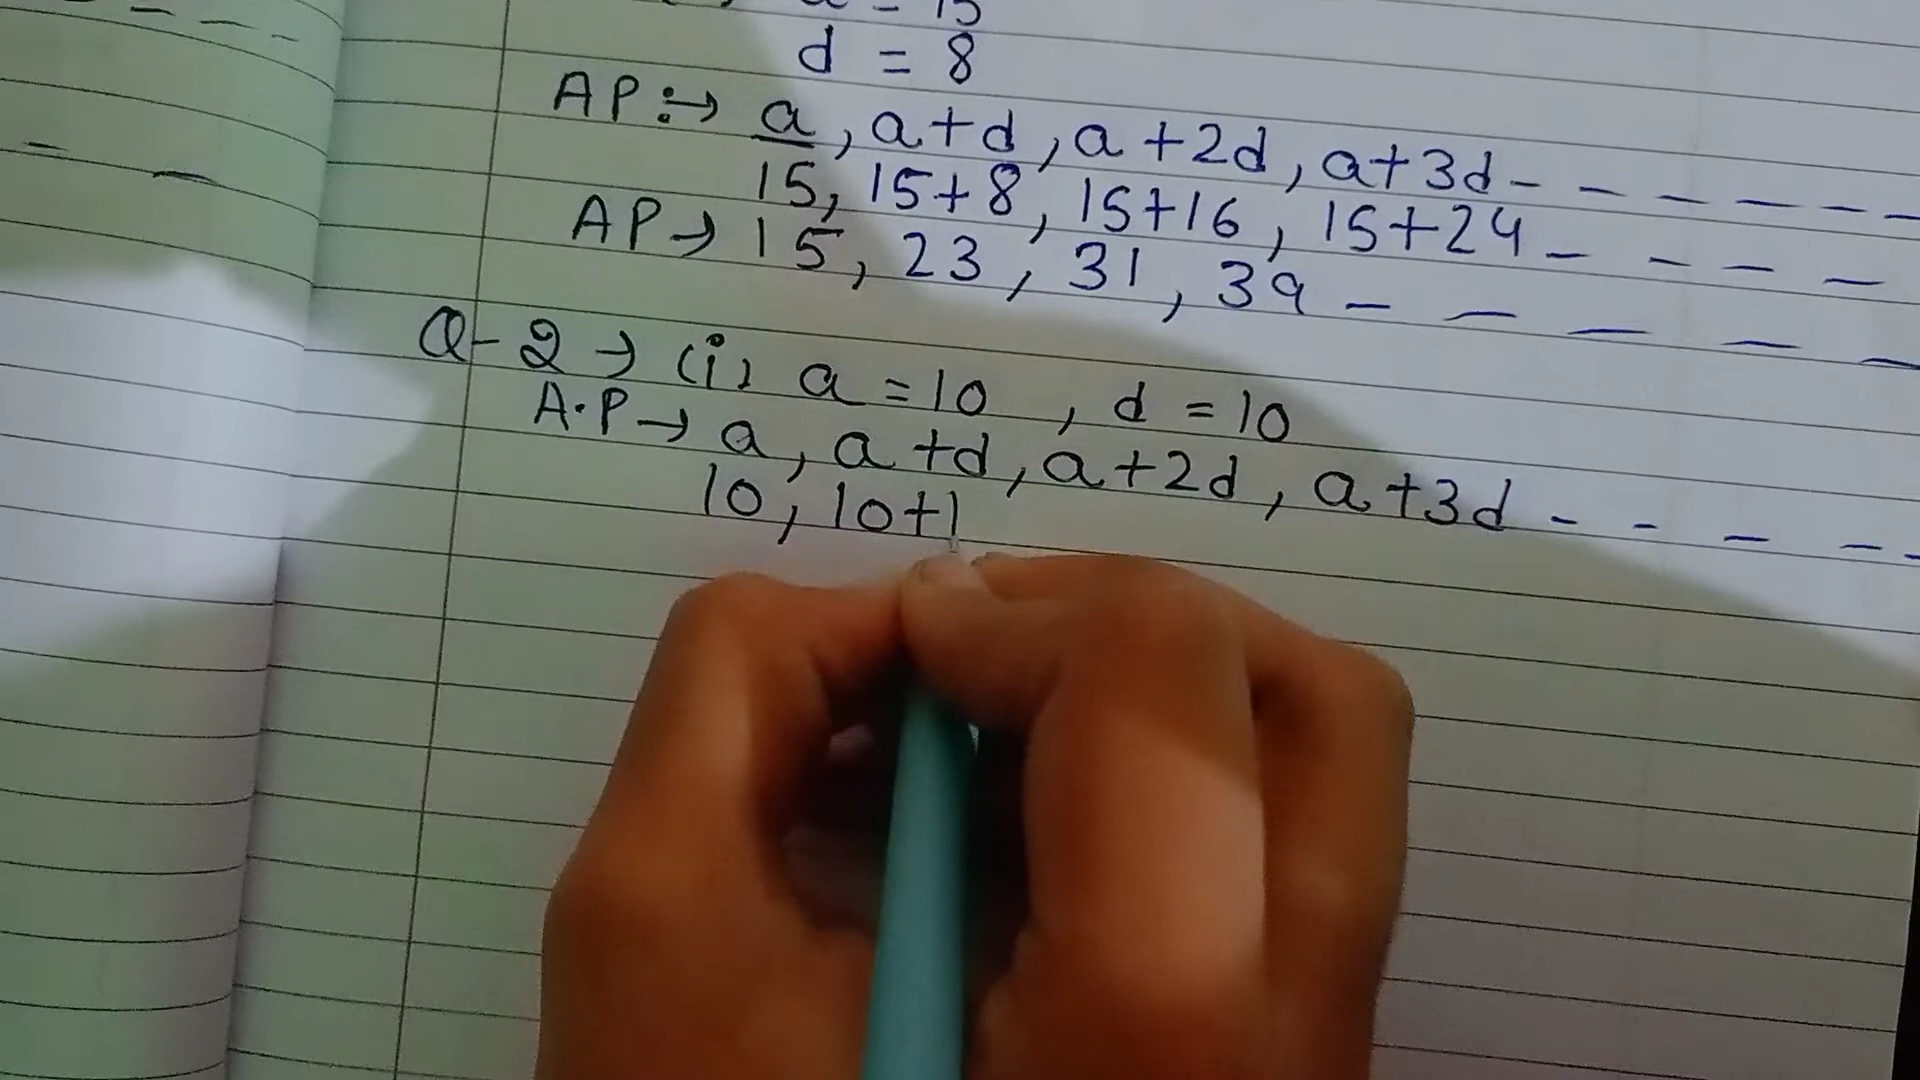 a = 15
d = 8
AP :→ a, a+d, a+2d, a+3d - - - - - -
15, 15+8, 15+16, 15+24 - - - - -
AP → 15, 23, 31, 39 - - - - -
Q-2 → (i) a = 10, d = 10
A.P → a, a+d, a+2d, a+3d - - - - -
10, 10+1